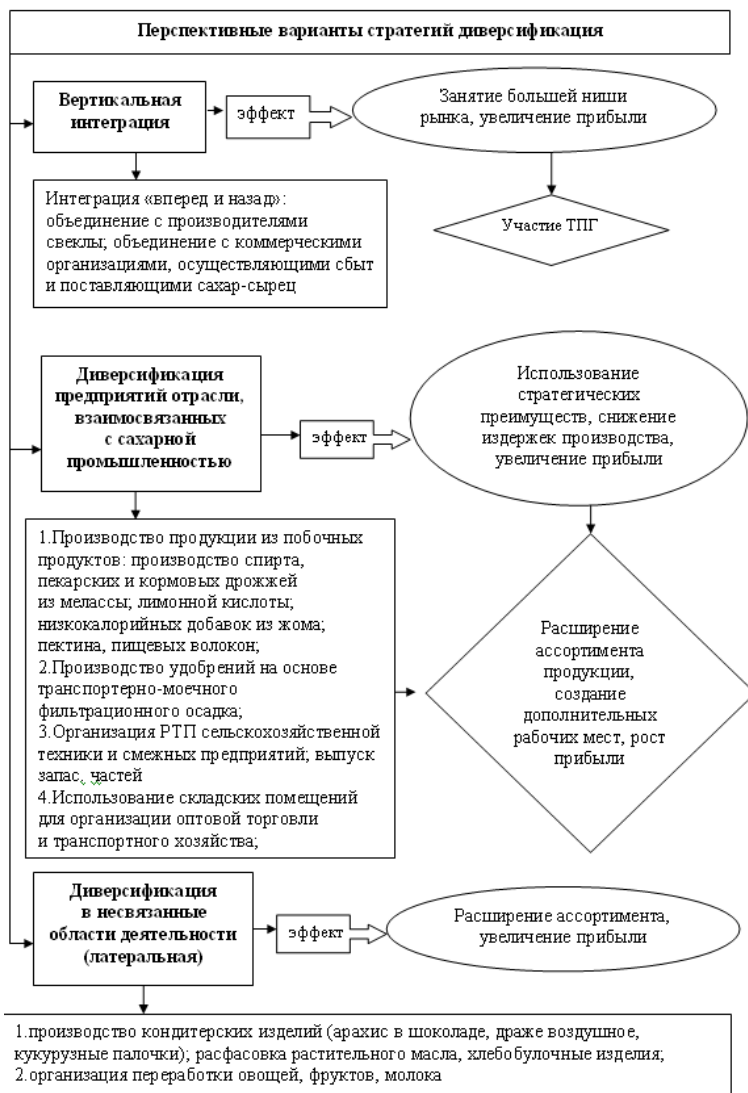 Перспективные варианты стратегий диверсификация
Вертикальная
интеграция
эффект
Занятие большей ниши
рынка, увеличение прибыли
Интеграция «вперед и назад»:
объединение с производителями
свеклы; объединение с коммерческими
организациями, осуществляющими сбыт
и поставляющими сахар-сырец
Участие ТПГ
Диверсификация
предприятий отрасли,
взаимосвязанных
с сахарной
промышленностью
эффект
Использование
стратегических
преимуществ, снижение
издержек производства,
увеличение прибыли
1.Производство продукции из побочных
продуктов: производство спирта,
пекарских и кормовых дрожжей
из мелассы; лимонной кислоты;
низкокалорийных добавок из жома;
пектина, пищевых волокон;
2.Производство удобрений на основе
транспортерно-моечного
фильтрационного осадка;
3.Организация РТП сельскохозяйственной
техники и смежных предприятий; выпуск
запас, частей
4.Использование складских помещений
для организации оптовой торговли
и транспортного хозяйства;
Расширение
ассортимента
продукции,
создание
дополнительных
рабочих мест, рост
прибыли
Диверсификация
в несвязанные
области деятельности
(латеральная)
эффект
Расширение ассортимента,
увеличение прибыли
1.производство кондитерских изделий (арахис в шоколаде, драже воздушное,
кукурузные палочки); расфасовка растительного масла, хлебобулочные изделия;
2.организация переработки овощей, фруктов, молока